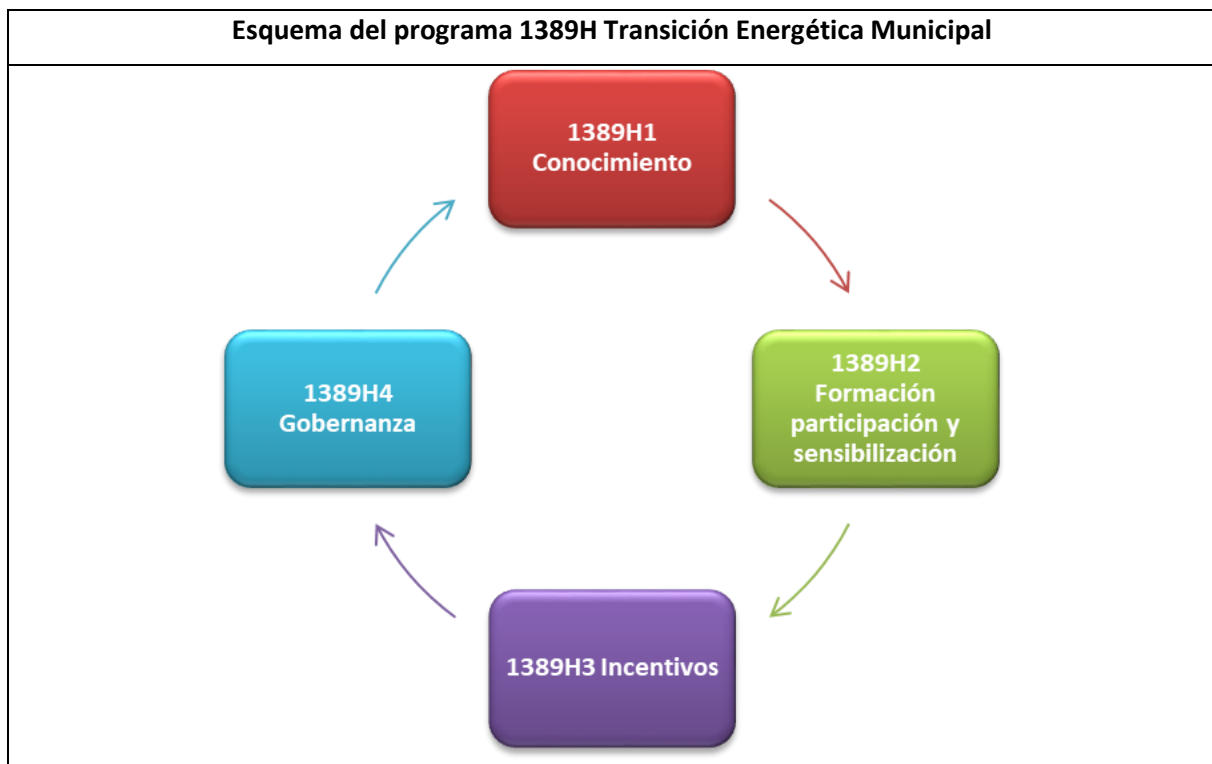 Esquema del programa 1389H Transición Energética Municipal
1389H1
Conocimiento
1389H2
Formación
participación y
sensibilización
1389H3 Incentivos
1389H4
Gobernanza